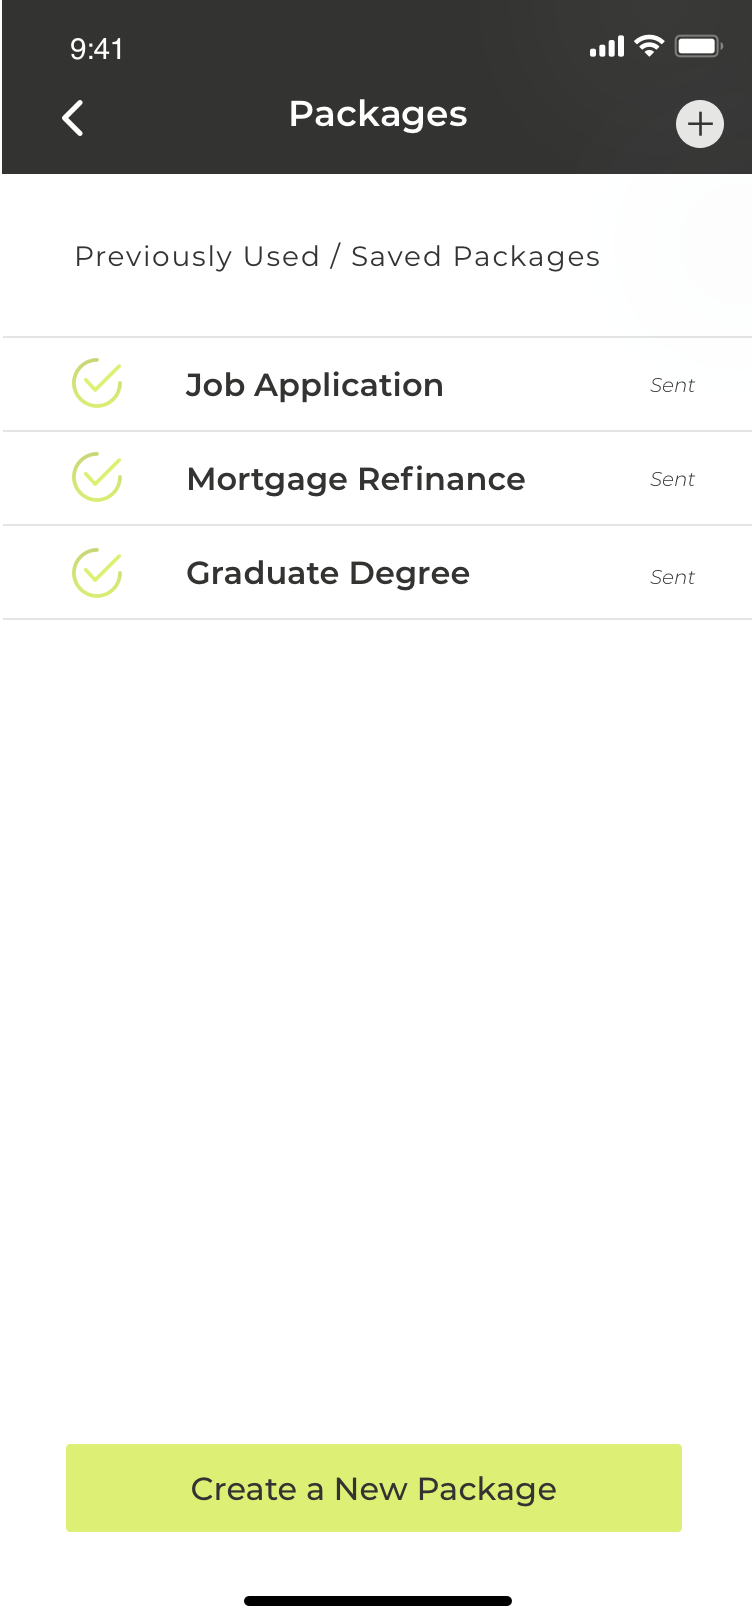 9:41
Packages
Previously Used / Saved Packages
Job Application Sent
Mortgage Refinance Sent
Graduate Degree Sent
Create a New Package